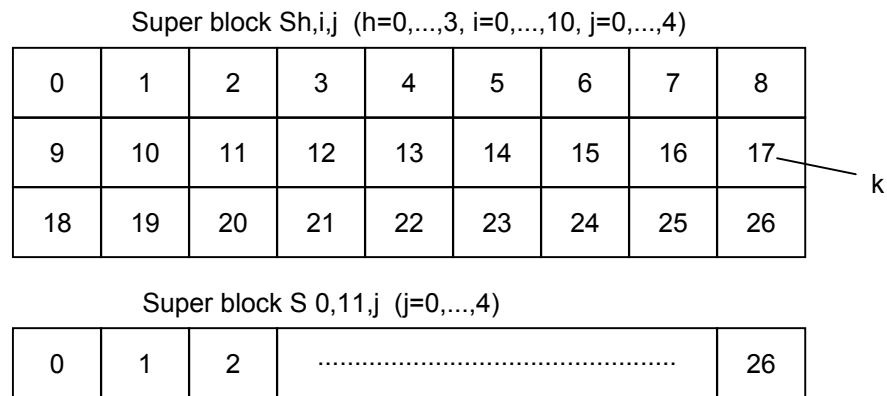 Super block Sh,i,j (h=0,...,3, i=0,...,10, j=0,...,4)
0 1 2 3 4 5 6 7 8
9 10 11 12 13 14 15 16 17
k
18 19 20 21 22 23 24 25 26
Super block S 0,11,j (j=0,...,4)
0 1 2 ................................................ 26